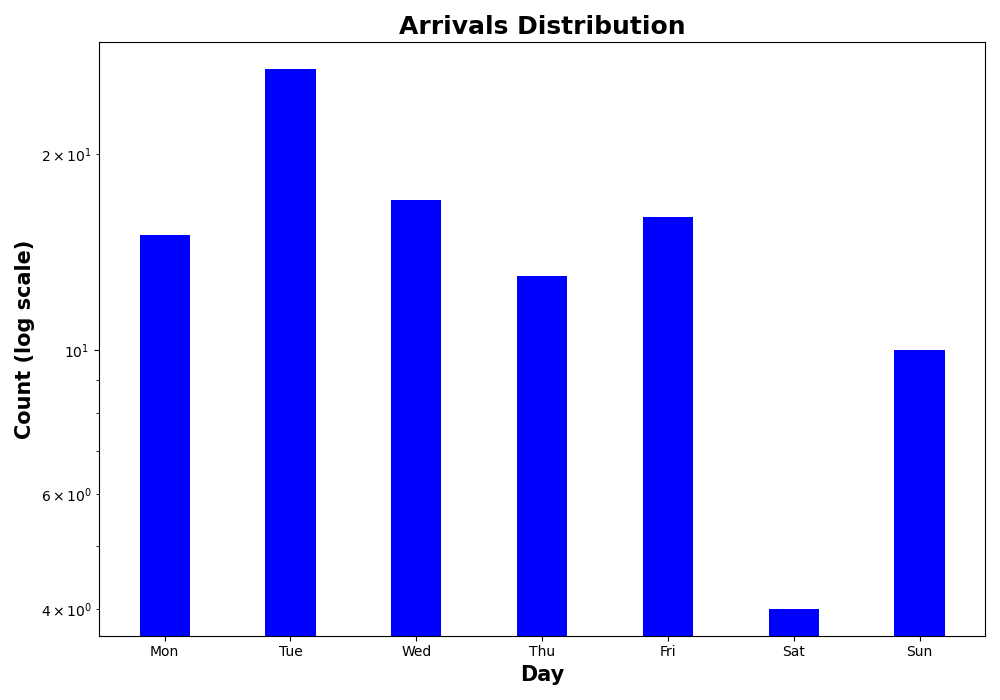 Arrivals Distribution
Count (log scale)
2 × 10¹
10¹
6 × 10⁰
4 × 10⁰
Mon Tue Wed Thu Fri Sat Sun
Day